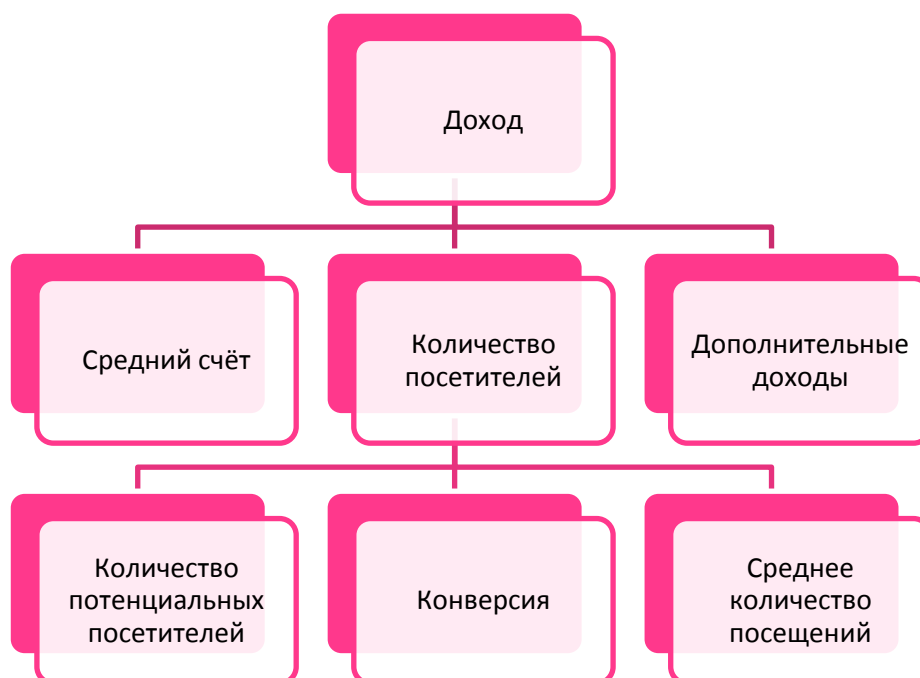 Доход
Средний счёт
Количество
посетителей
Дополнительные
доходы
Количество
потенциальных
посетителей
Конверсия
Среднее
количество
посещений